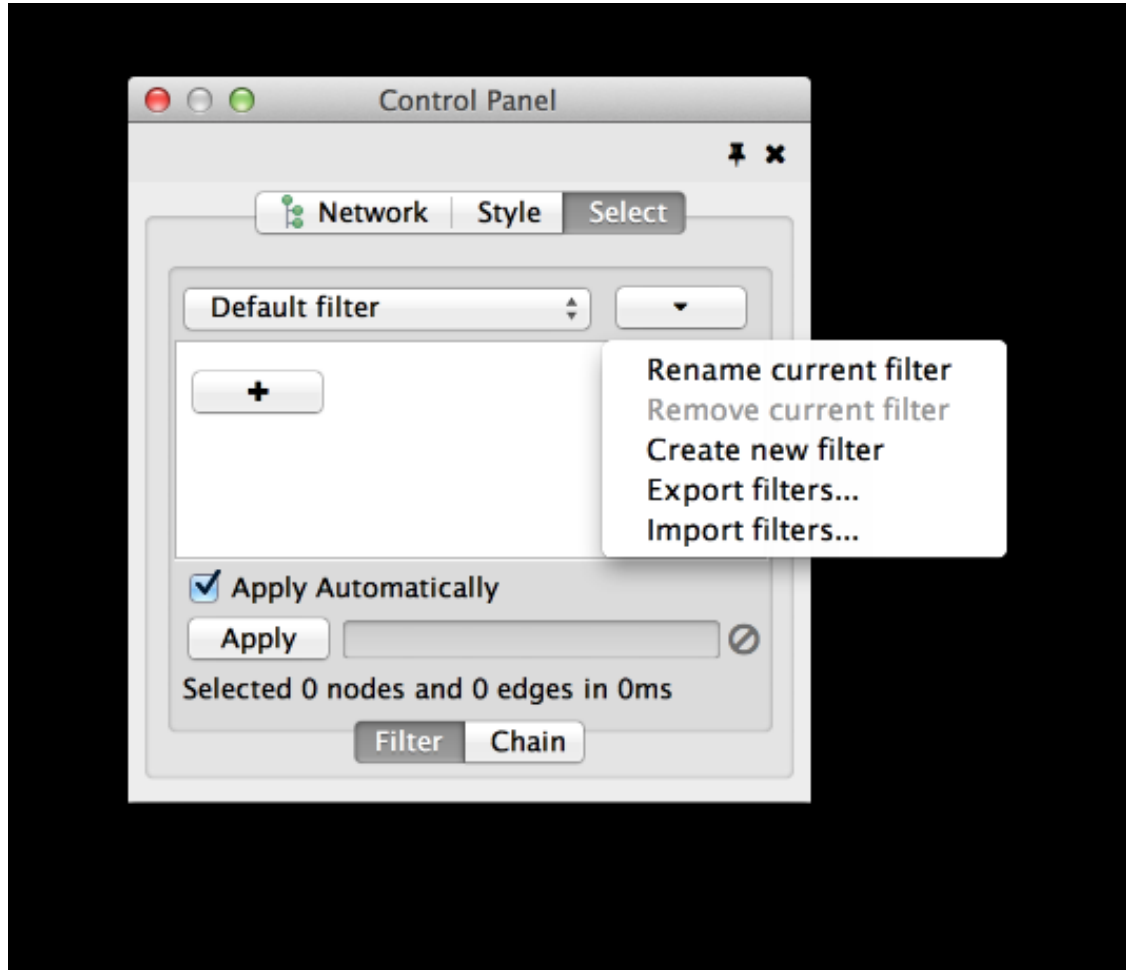 Control Panel
Network Style Select
Default filter
Rename current filter
Remove current filter
Create new filter
Export filters...
Import filters...
Apply Automatically
Apply
Selected 0 nodes and 0 edges in 0ms
Filter Chain